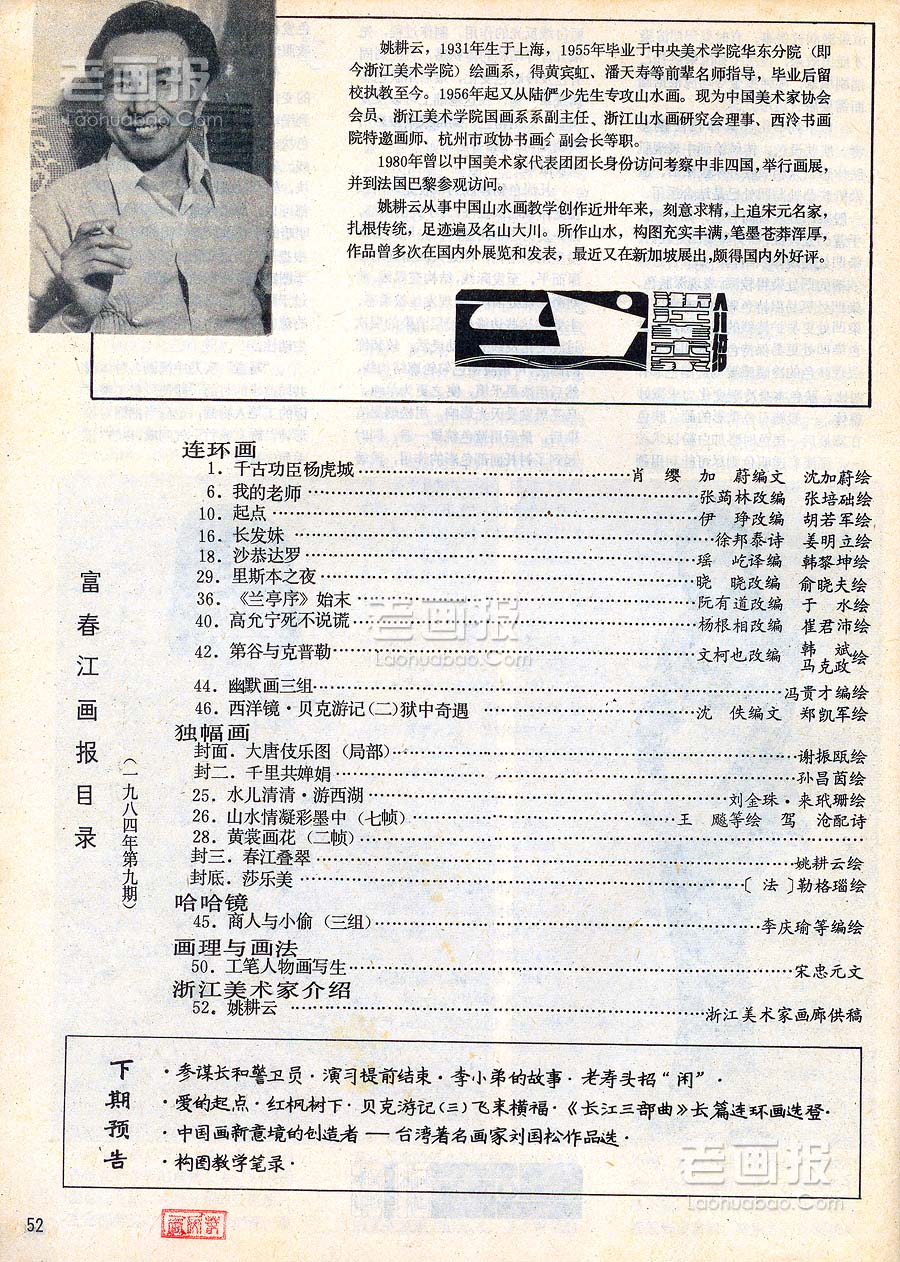 姚耕云，1931年生于上海，1955年毕业于中央美术学院华东分院（即
今浙江美术学院）绘画系，得黄宾虹、潘天寿等前辈名师指导，毕业后留
校执教至今。1956年起又从陆俨少先生专攻山水画。现为中国美术家协会
会员、浙江美术学院国画系系副主任、浙江山水画研究会理事、西泠书画
院特邀画师、杭州市政协书画会副会长等职。
1980年曾以中国美术家代表团团长身份访问考察中非四国，举行画展，
并到法国巴黎参观访问。
姚耕云从事中国山水画教学创作近卅年来，刻意求精，上追宋元名家，
扎根传统，足迹遍及名山大川。所作山水，构图充实丰满，笔墨苍莽浑厚，
作品曾多次在国内外展览和发表，最近又在新加坡展出，颇得国内外好评。
老画报
Laohuabao.Com
富春江画报目录
（一九八四年第九期）
连环画
1．千古功臣杨虎城……肖 缨 加 蔚编文 沈加蔚绘
6．我的老师……张蒟林改编 张培础绘
10．起点……伊 琤改编 胡若军绘
16．长发妹……徐邦泰诗 姜明立绘
18．沙恭达罗……瑶 屹译编 韩黎坤绘
29．里斯本之夜……晓 晓改编 俞晓夫绘
36．《兰亭序》始末……阮有道改编 于 水绘
40．高允宁死不说谎……杨根相改编 崔君沛绘
42．第谷与克普勒……文柯也改编 韩 斌 马克政绘
44．幽默画三组……冯贵才编绘
46．西洋镜·贝克游记(二)狱中奇遇……沈 佚编文 郑凯军绘
独幅画
封面．大唐伎乐图（局部）……谢振瓯绘
封二．千里共婵娟……孙昌茵绘
25．水儿清清·游西湖……刘金珠·来玳珊绘
26．山水情凝彩墨中（七帧）……王 飚等绘 驾 沧配诗
28．黄裳画花（二帧）……
封三．春江叠翠……姚耕云绘
封底．莎乐美……〔法〕勒格瑙绘
哈哈镜
45．商人与小偷（三组）……李庆瑜等编绘
画理与画法
50．工笔人物画写生……宋忠元文
浙江美术家介绍
52．姚耕云……浙江美术家画廊供稿
老画报
Laohuabao.Com
下期预告
·参谋长和警卫员·演习提前结束·李小弟的故事·老寿头招“闲”·
·爱的起点·红枫树下·贝克游记(三)飞来横福·《长江三部曲》长篇连环画选登·
·中国画新意境的创造者——台湾著名画家刘国松作品选·
·构图教学笔录·
老画报
Laohuabao.Com
52